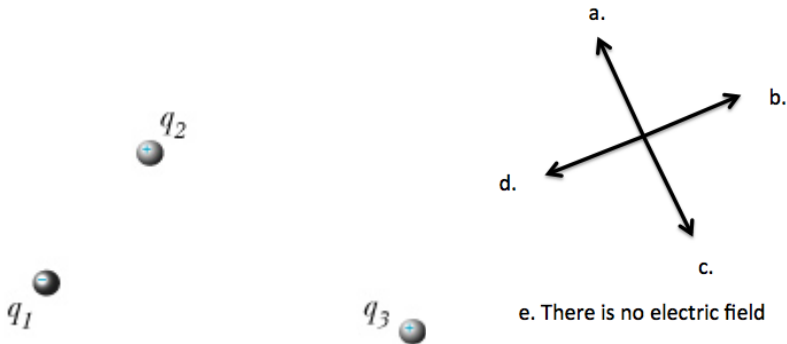 a.
q2
b.
d.
c.
q1
q3
e. There is no electric field